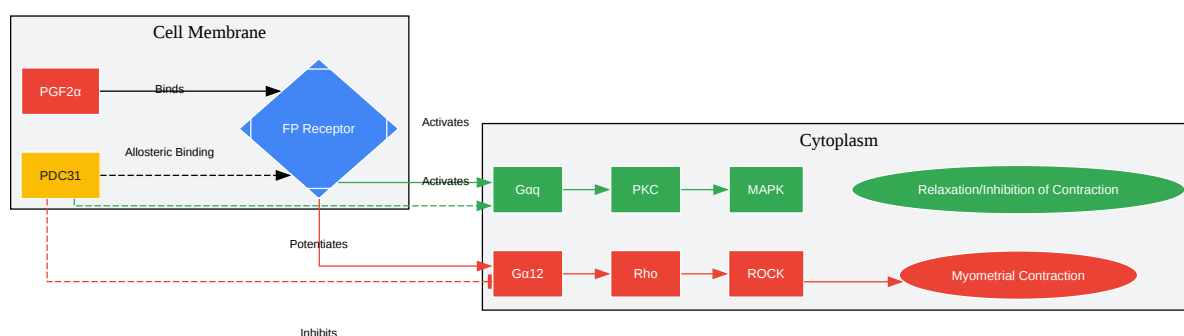 Cell Membrane
PGF2α
Binds
FP Receptor
Allosteric Binding
PDC31
Activates
Activates
Potentiates
Inhibits
Cytoplasm
Gαq
PKC
MAPK
Relaxation/Inhibition of Contraction
Gα12
Rho
ROCK
Myometrial Contraction